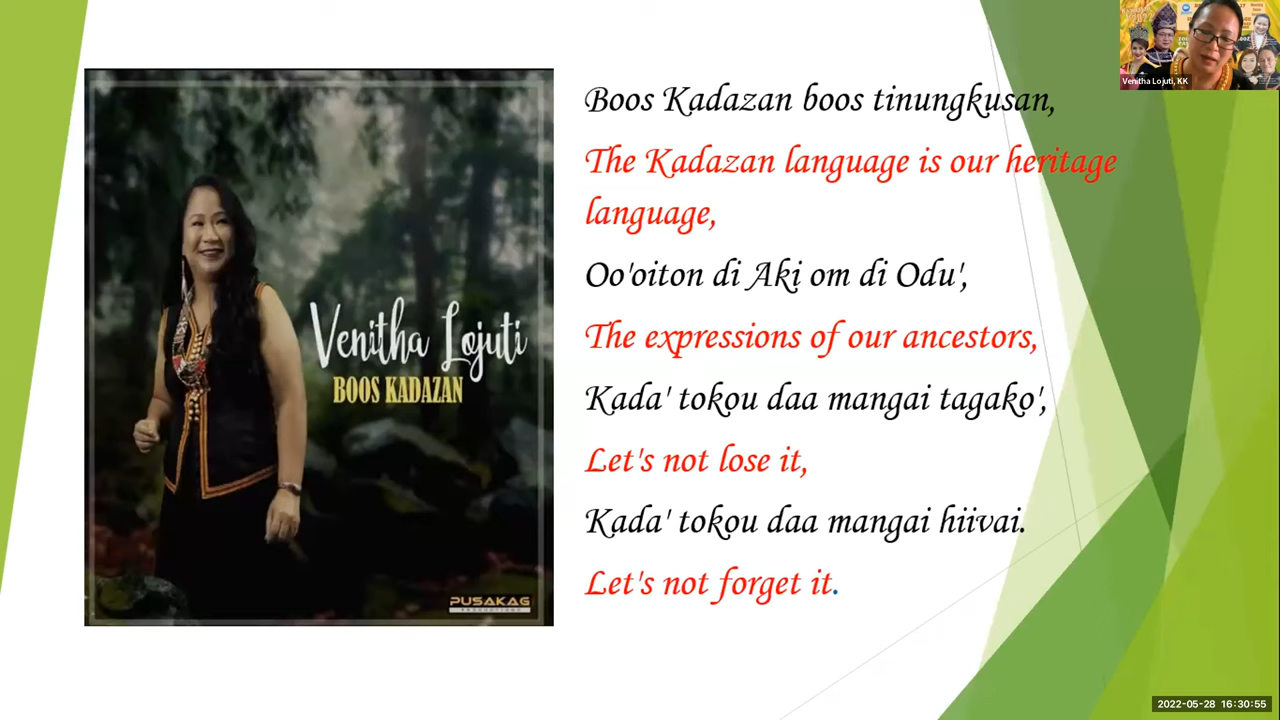 Boos Kadazan boos tinungkusan,
The Kadazan language is our heritage
language,
Oo'oiton di Aki om di Odu',
The expressions of our ancestors,
Kada' tokou daa mangai tagako',
Let's not lose it,
Kada' tokou daa mangai hiivai.
Let's not forget it.
Venitha Lojuti
BOOS KADAZAN
PUSAKAG
Venitha Lojuti, KK
2022-05-28 16:30:55